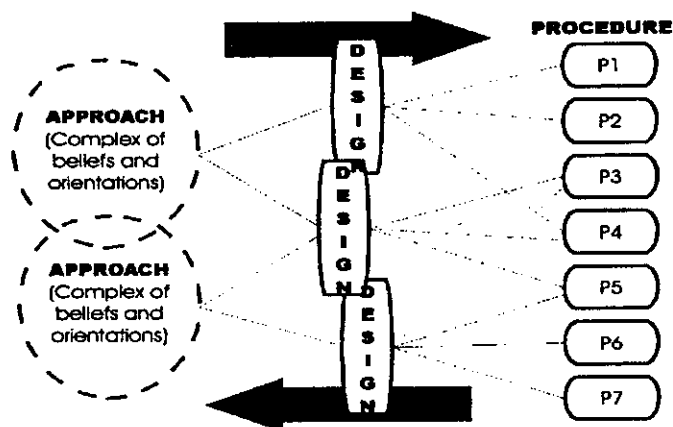 APPROACH
(Complex of
beliefs and
orientations)
APPROACH
(Complex of
beliefs and
orientations)
DESIGN
DESIGN
DESIGN
PROCEDURE
P1
P2
P3
P4
P5
P6
P7